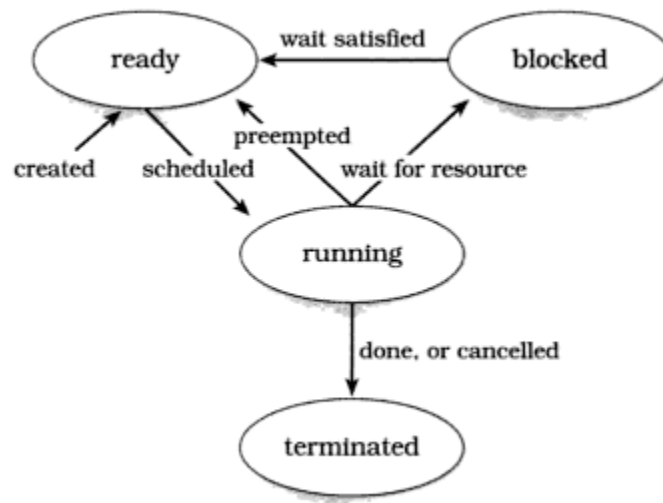 wait satisfied
ready
blocked
preempted
created
scheduled
wait for resource
running
done, or cancelled
terminated